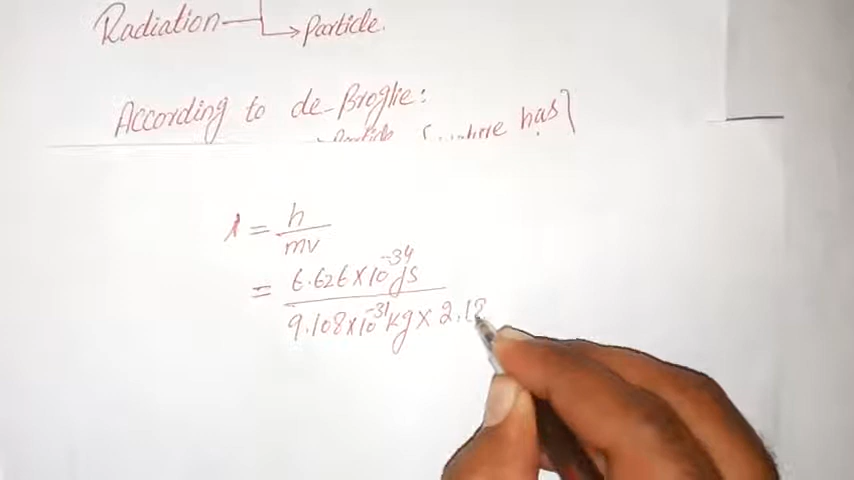 Radiation → Particle.
According to de-Broglie:
has
λ = h / mv
= 6.626×10⁻³⁴ JS / 9.108×10⁻³¹ kg × 2.18